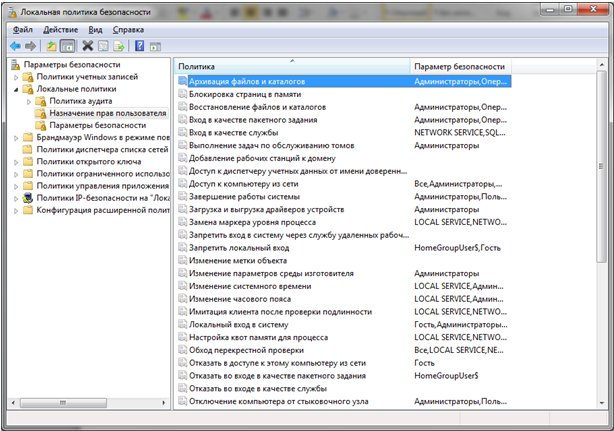 Локальная политика безопасности
Файл Действие Вид Справка
Параметры безопасности
Политики учетных записей
Локальные политики
Политика аудита
Назначение прав пользователя
Параметры безопасности
Брандмауэр Windows в режиме пов
Политики диспетчера списка сетей
Политики открытого ключа
Политики ограниченного использо
Политики управления приложения
Политики IP-безопасности на "Лока
Конфигурация расширенной полит
Политика Параметр безопасности
Архивация файлов и каталогов Администраторы,Опер...
Блокировка страниц в памяти
Восстановление файлов и каталогов Администраторы,Опер...
Вход в качестве пакетного задания Администраторы,Опер...
Вход в качестве службы NETWORK SERVICE,SQL...
Выполнение задач по обслуживанию томов Администраторы
Добавление рабочих станций к домену
Доступ к диспетчеру учетных данных от имени доверенн...
Доступ к компьютеру из сети Все,Администраторы,...
Завершение работы системы Администраторы,Поль...
Загрузка и выгрузка драйверов устройств Администраторы
Замена маркера уровня процесса LOCAL SERVICE,NETWO...
Запретить вход в систему через службу удаленных рабоч...
Запретить локальный вход HomeGroupUser$,Гость
Изменение метки объекта
Изменение параметров среды изготовителя Администраторы
Изменение системного времени LOCAL SERVICE,Админ...
Изменение часового пояса LOCAL SERVICE,Админ...
Имитация клиента после проверки подлинности LOCAL SERVICE,NETWO...
Локальный вход в систему Гость,Администраторы...
Настройка квот памяти для процесса LOCAL SERVICE,NETWO...
Обход перекрестной проверки Все,LOCAL SERVICE,NE...
Отказать в доступе к этому компьютеру из сети Гость
Отказать во входе в качестве пакетного задания HomeGroupUser$
Отказать во входе в качестве службы
Отключение компьютера от стыковочного узла Администраторы,Поль...